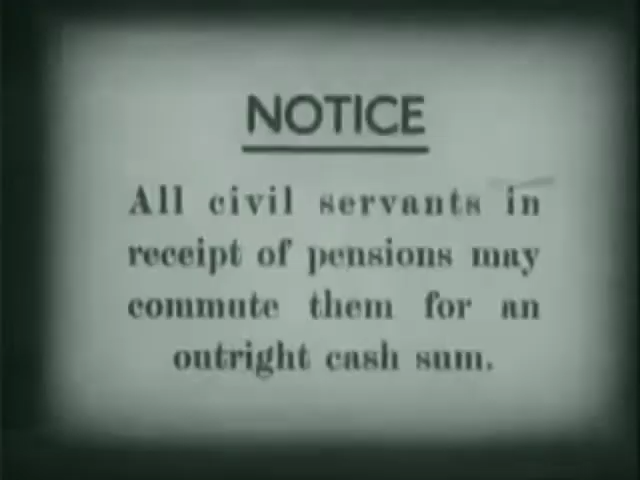 NOTICE
All civil servants in
receipt of pensions may
commute them for an
outright cash sum.